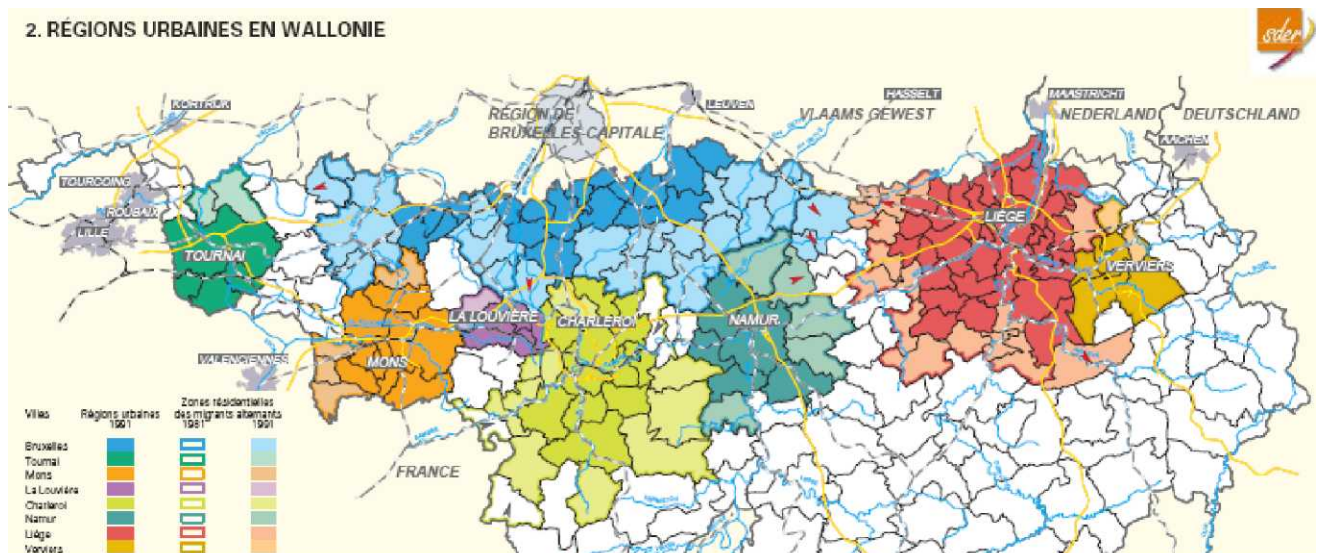 2. RÉGIONS URBAINES EN WALLONIE
sder
KORTRIJK
RÉGION DE
BRUXELLES-CAPITALE
LEUVEN
HASSELT
VLAAMS GEWEST
MAASTRICHT
NEDERLAND
DEUTSCHLAND
AACHEN
TOURCOING
ROUBAIX
LILLE
TOURNAI
LIÈGE
VERVIERS
LA LOUVIÈRE
CHARLEROI
NAMUR
MONS
VALENCIENNES
FRANCE
Villes
Régions urbaines
1991
Zones résidentielles
des migrants alternants
1981
1991
Bruxelles
Tournai
Mons
La Louvière
Charleroi
Namur
Liège
Verviers